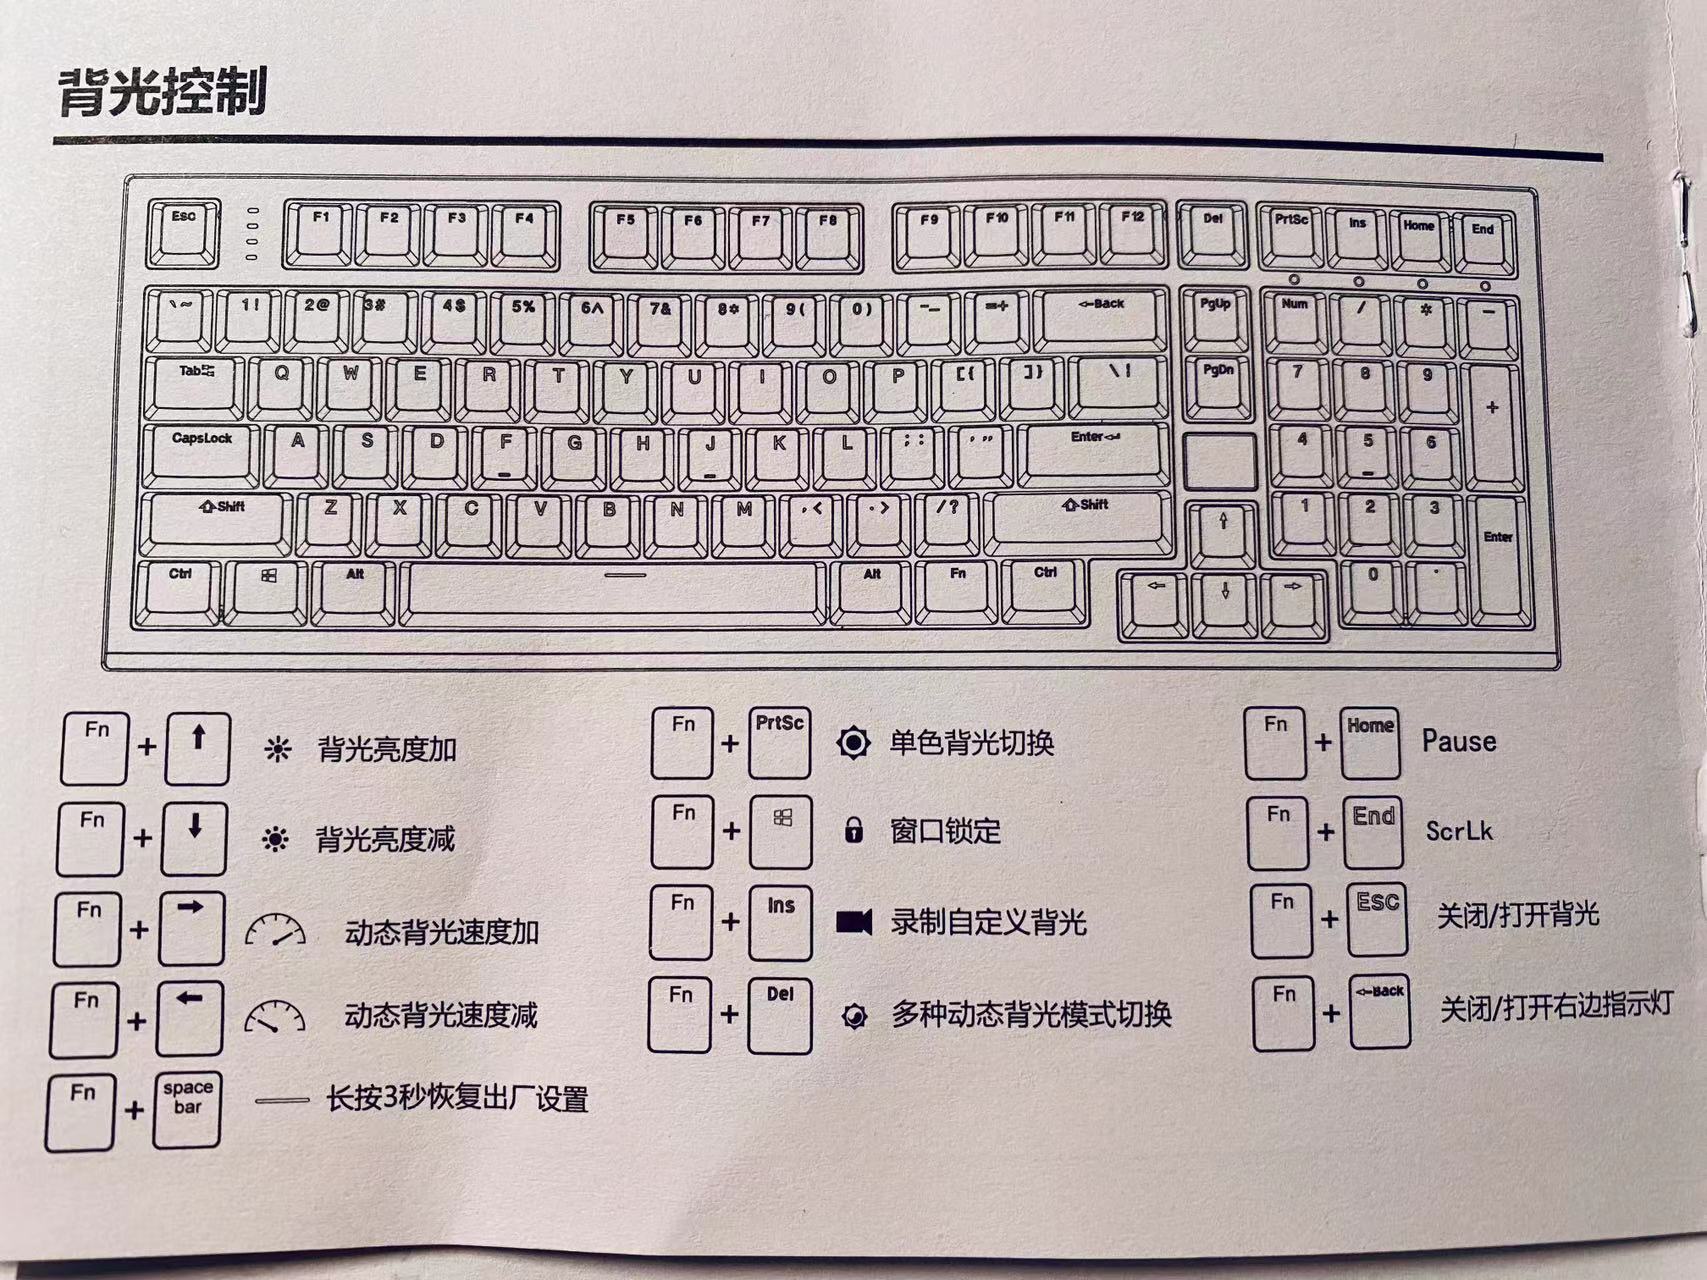 背光控制
Esc F1 F2 F3 F4 F5 F6 F7 F8 F9 F10 F11 F12 Del PrtSc Ins Home End
`~ 1! 2@ 3# 4$ 5% 6^ 7& 8* 9( 0) -_ =+ ←Back PgUp Num / * -
Tab Q W E R T Y U I O P [{ ]} \| PgDn 7 8 9 +
CapsLock A S D F G H J K L ;: '" Enter 4 5 6
⇧Shift Z X C V B N M ,< .> /? ⇧Shift ↑ 1 2 3 Enter
Ctrl Alt Alt Fn Ctrl ← ↓ → 0 .
Fn + ↑ 背光亮度加
Fn + ↓ 背光亮度减
Fn + → 动态背光速度加
Fn + ← 动态背光速度减
Fn + space bar 长按3秒恢复出厂设置
Fn + PrtSc 单色背光切换
Fn + 窗口锁定
Fn + Ins 录制自定义背光
Fn + Del 多种动态背光模式切换
Fn + Home Pause
Fn + End ScrLk
Fn + ESC 关闭/打开背光
Fn + ←Back 关闭/打开右边指示灯